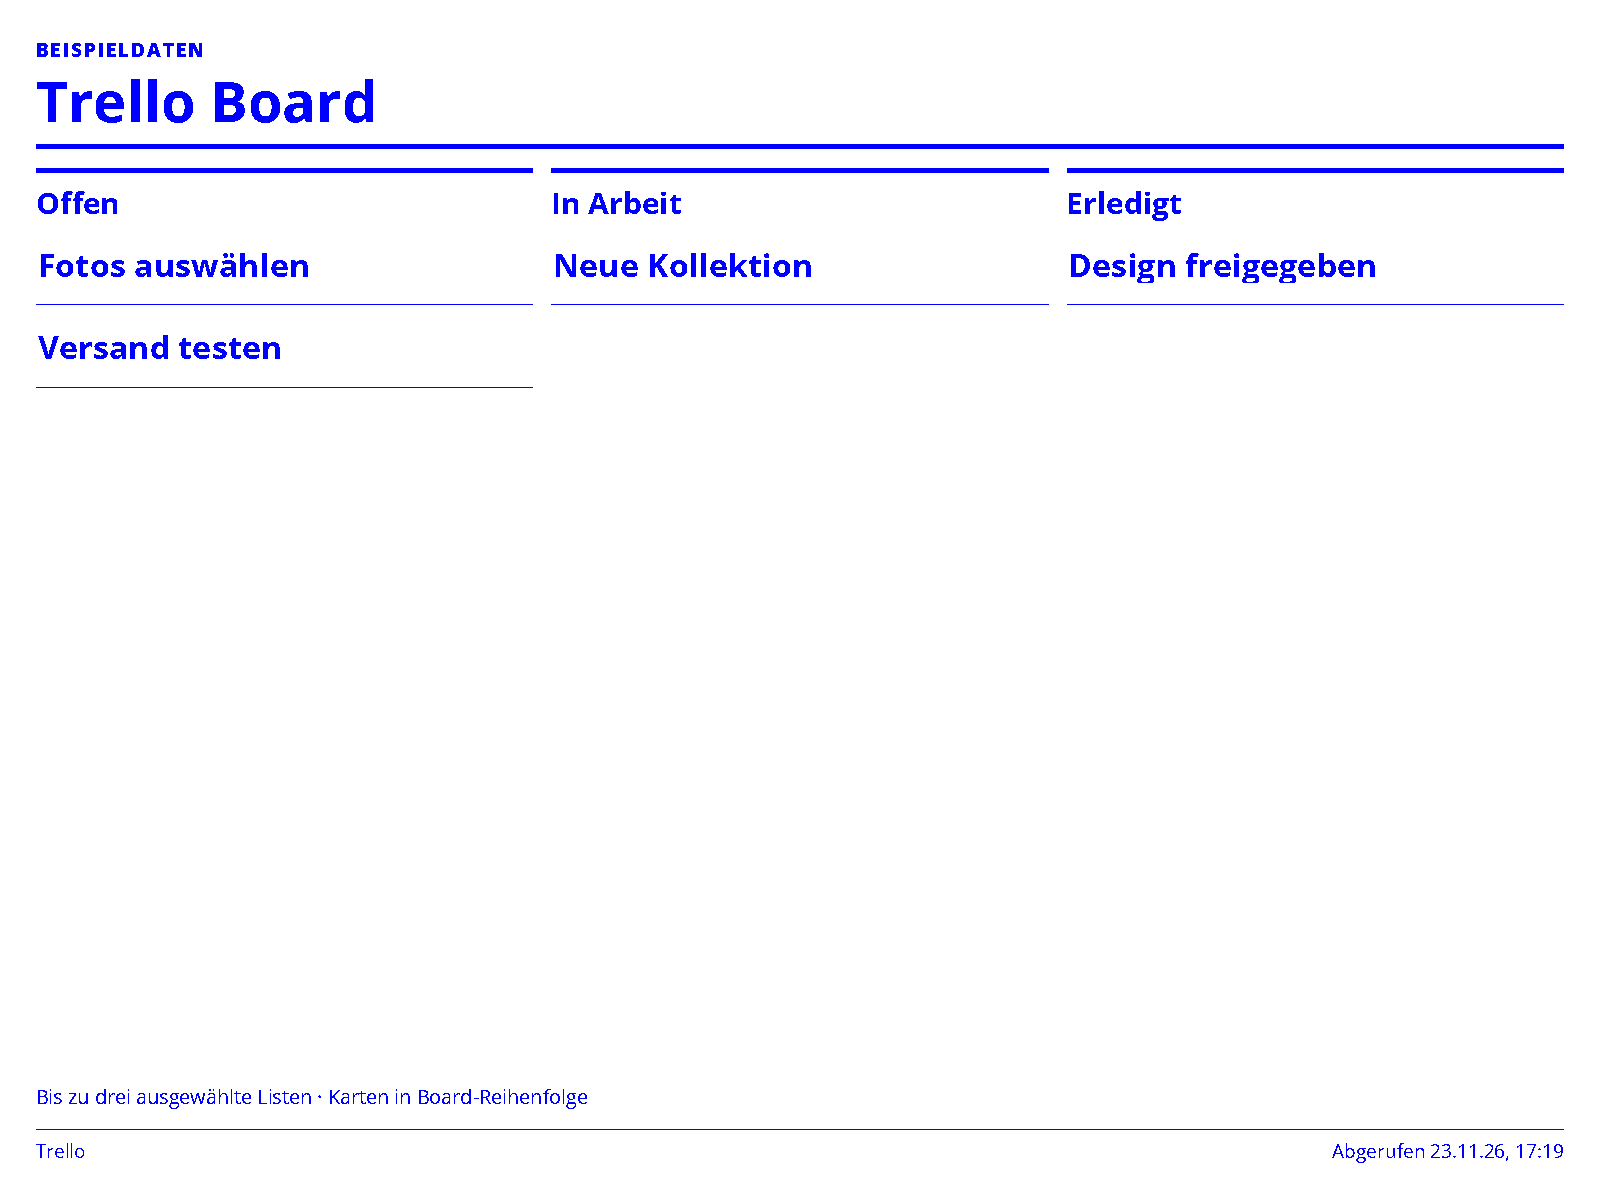 BEISPIELDATEN
Trello Board
Offen
Fotos auswählen
Versand testen
In Arbeit
Neue Kollektion
Erledigt
Design freigegeben
Bis zu drei ausgewählte Listen · Karten in Board-Reihenfolge
Trello
Abgerufen 23.11.26, 17:19